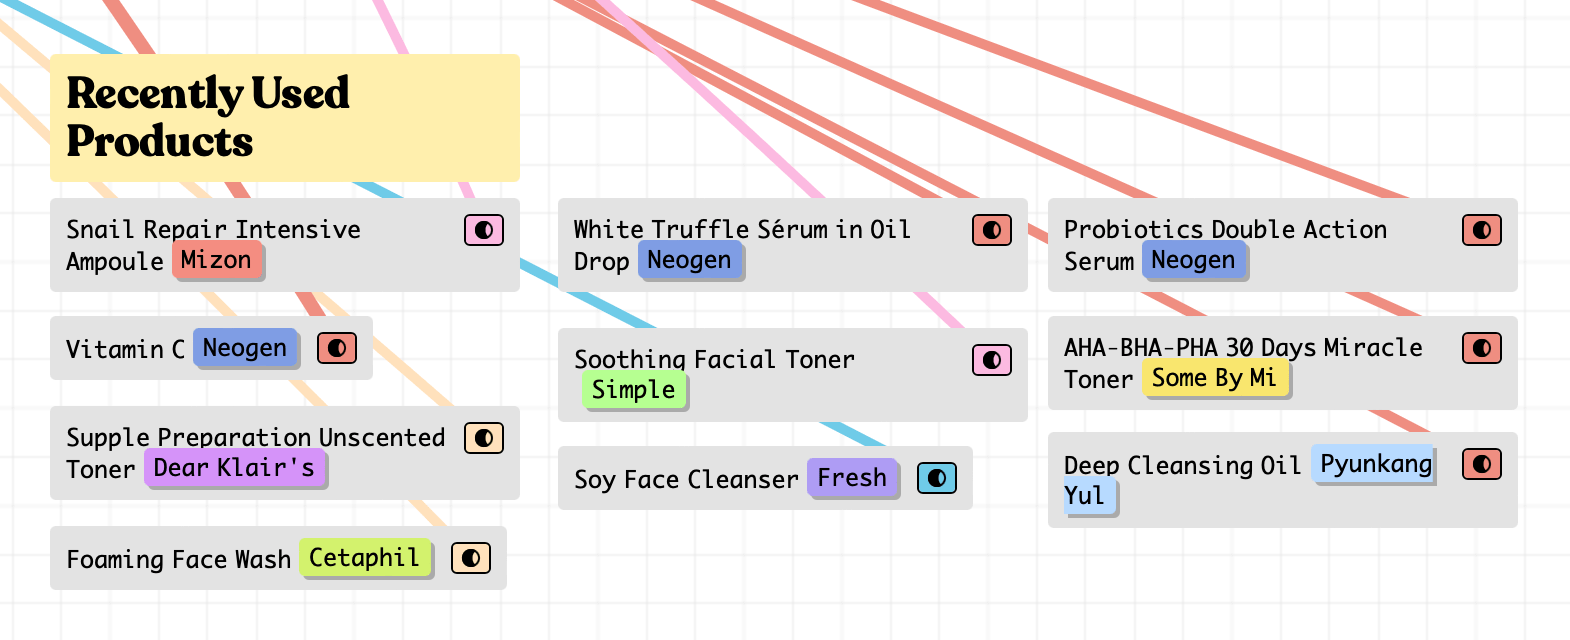 Recently Used
Products
Snail Repair Intensive
Ampoule Mizon
Vitamin C Neogen
Supple Preparation Unscented
Toner Dear Klair's
Foaming Face Wash Cetaphil
White Truffle Sérum in Oil
Drop Neogen
Soothing Facial Toner
Simple
Soy Face Cleanser Fresh
Probiotics Double Action
Serum Neogen
AHA-BHA-PHA 30 Days Miracle
Toner Some By Mi
Deep Cleansing Oil Pyunkang
Yul